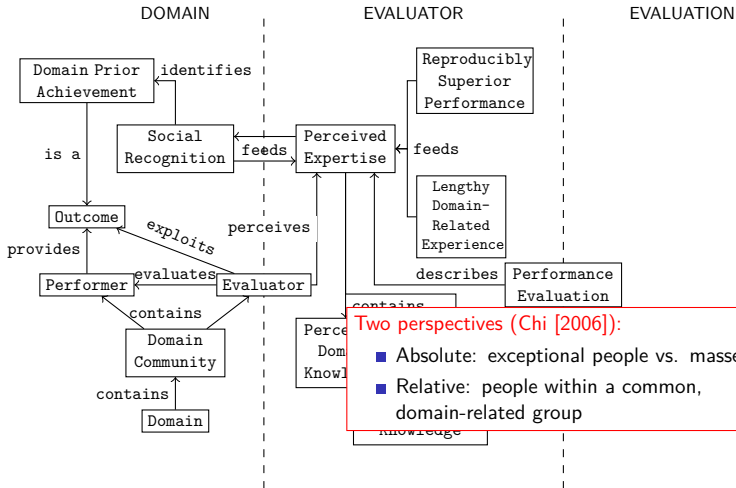 DOMAIN
EVALUATOR
EVALUATION
Domain Prior
Achievement
identifies
Reproducibly
Superior
Performance
Social
Recognition
feeds
Perceived
Expertise
feeds
is a
Lengthy
Domain-
Related
Experience
Outcome
exploits
perceives
provides
Performer
evaluates
Evaluator
describes
Performance
Evaluation
contains
contains
Domain
Community
Two perspectives (Chi [2006]):
Absolute: exceptional people vs.
Relative: people within a common,
domain-related group
contains
Domain
Knowledge